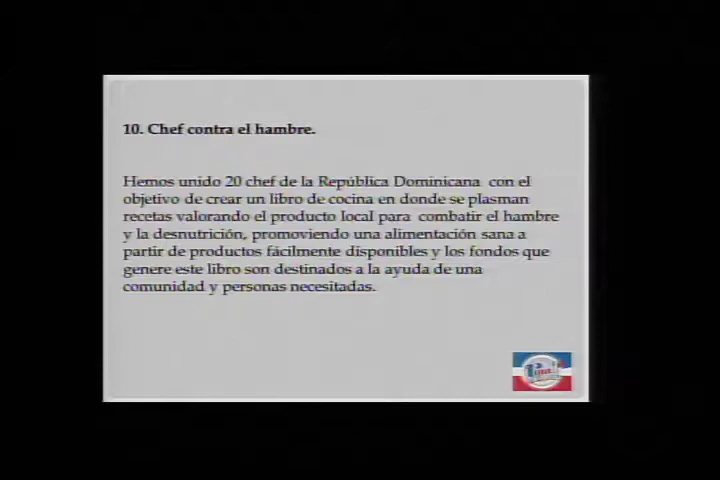 10. Chef contra el hambre.
Hemos unido 20 chef de la República Dominicana con el
objetivo de crear un libro de cocina en donde se plasman
recetas valorando el producto local para combatir el hambre
y la desnutrición, promoviendo una alimentación sana a
partir de productos fácilmente disponibles y los fondos que
genere este libro son destinados a la ayuda de una
comunidad y personas necesitadas.